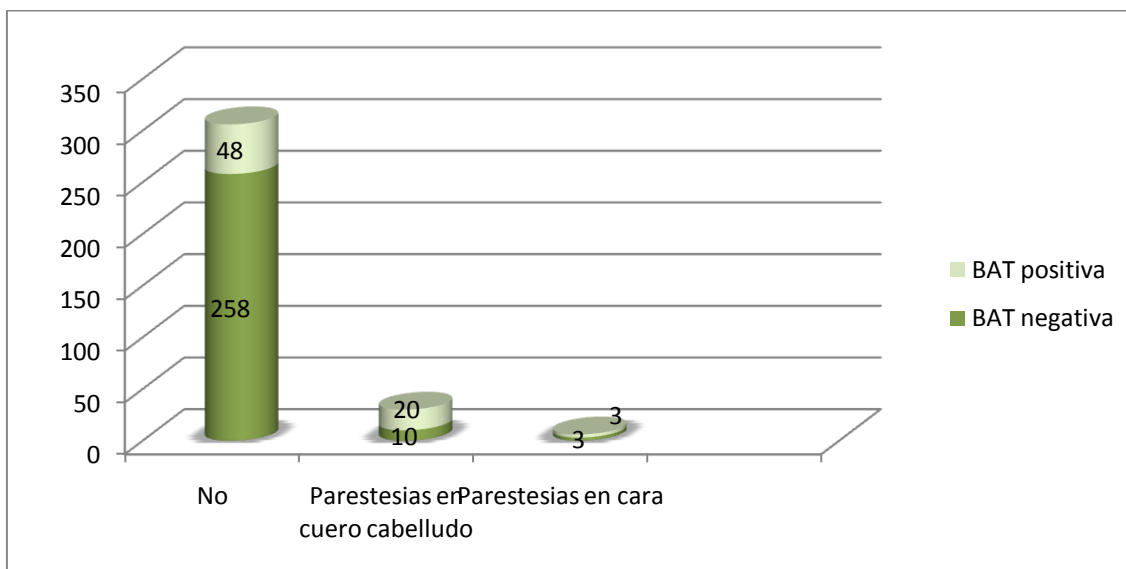 350
300
250
200
150
100
50
0
48
258
20
10
3
3
No
Parestesias en
cuero cabelludo
Parestesias en cara
BAT positiva
BAT negativa